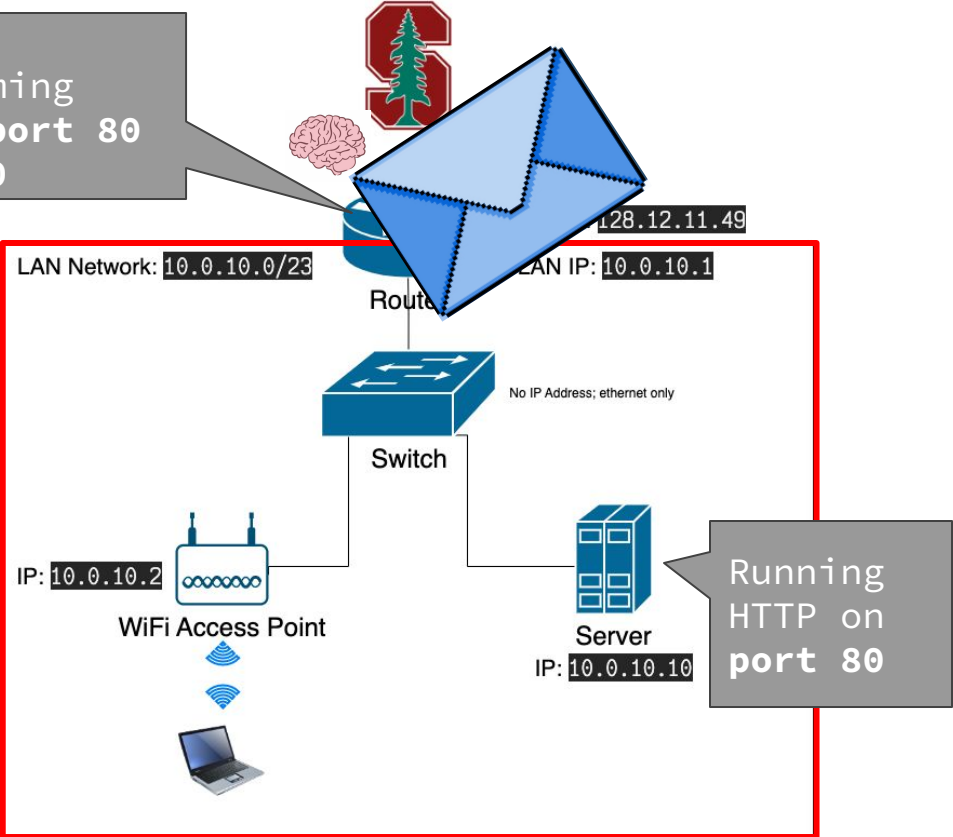 ning
port 80
0
128.12.11.49
LAN Network: 10.0.10.0/23
LAN IP: 10.0.10.1
Route
No IP Address; ethernet only
Switch
IP: 10.0.10.2
WiFi Access Point
Running
HTTP on
port 80
Server
IP: 10.0.10.10